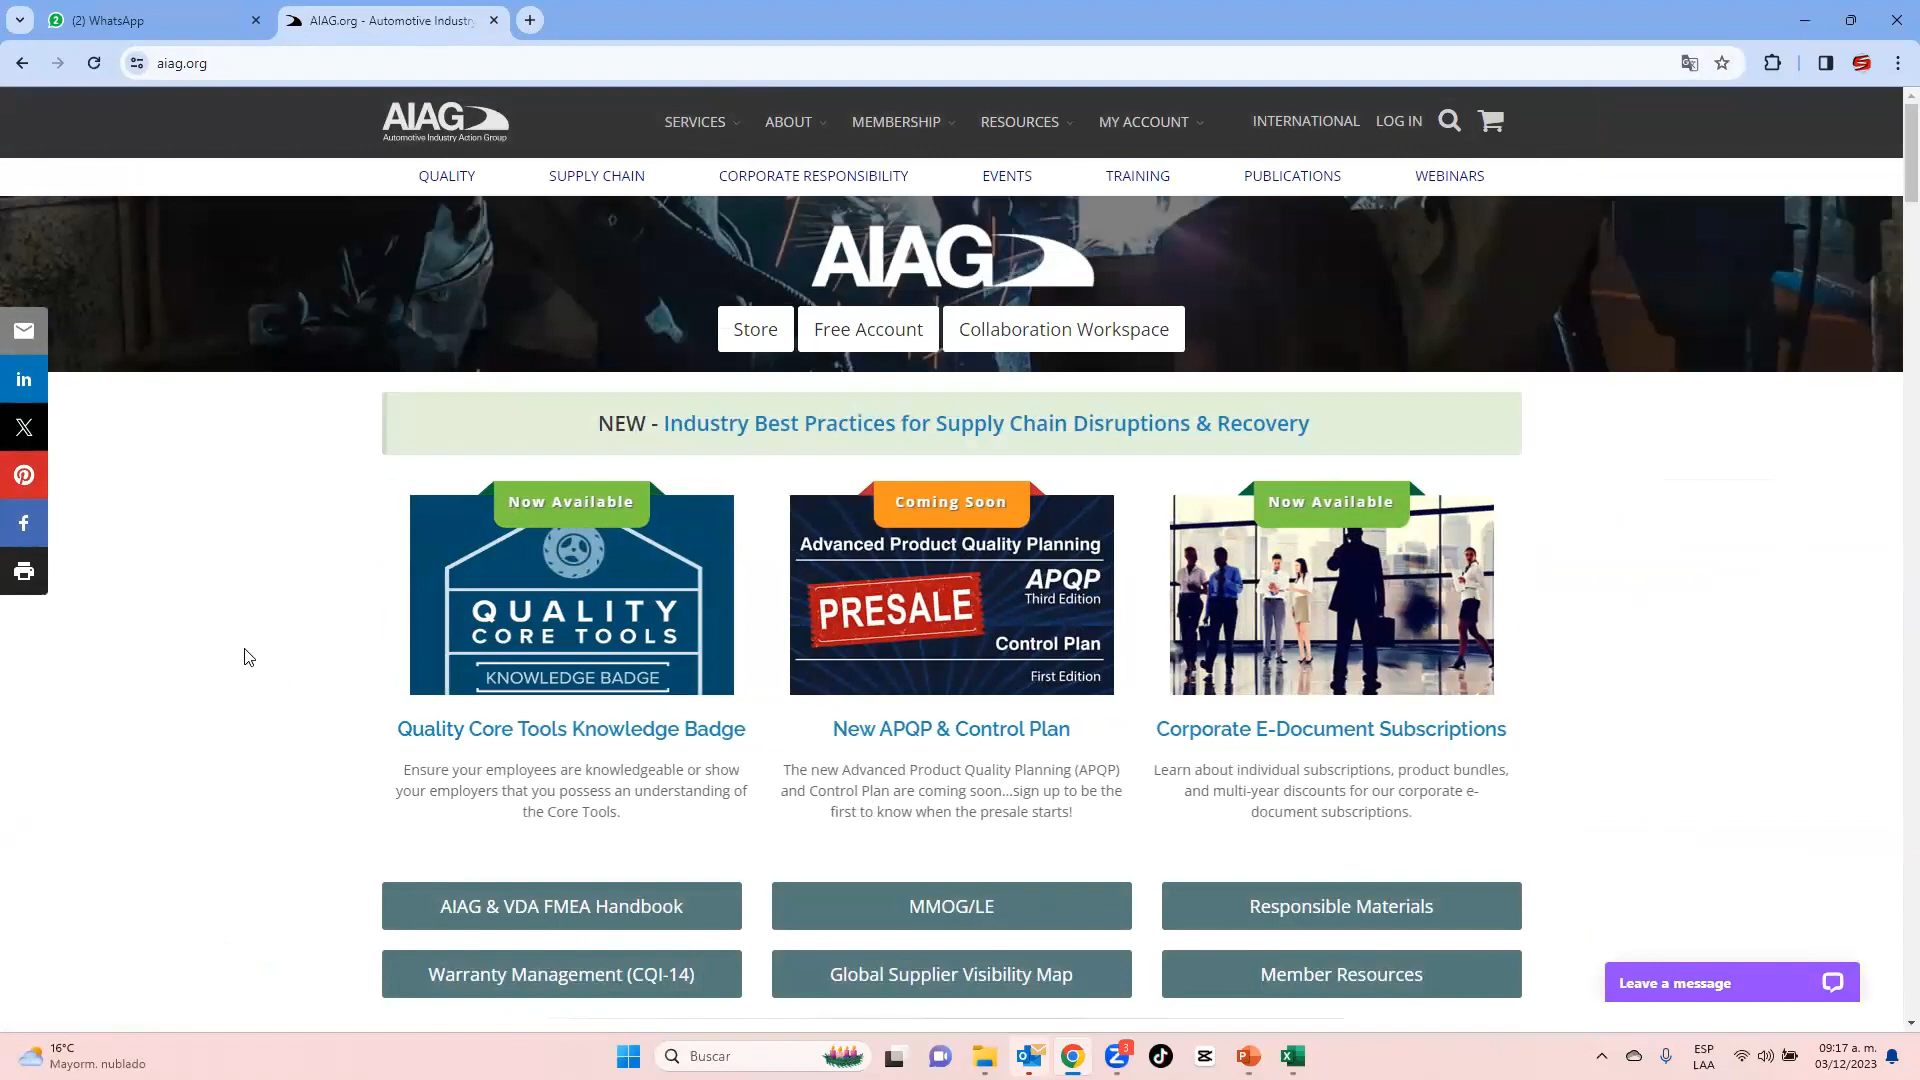 (2) WhatsApp
AIAG.org - Automotive Industry
aiag.org
AIAG
Automotive Industry Action Group
SERVICES ABOUT MEMBERSHIP RESOURCES MY ACCOUNT INTERNATIONAL LOG IN
QUALITY SUPPLY CHAIN CORPORATE RESPONSIBILITY EVENTS TRAINING PUBLICATIONS WEBINARS
AIAG
Store Free Account Collaboration Workspace
NEW - Industry Best Practices for Supply Chain Disruptions & Recovery
Now Available
QUALITY
CORE TOOLS
KNOWLEDGE BADGE
Quality Core Tools Knowledge Badge
Ensure your employees are knowledgeable or show
your employers that you possess an understanding of
the Core Tools.
Coming Soon
Advanced Product Quality Planning
APQP
Third Edition
PRESALE
Control Plan
First Edition
New APQP & Control Plan
The new Advanced Product Quality Planning (APQP)
and Control Plan are coming soon...sign up to be the
first to know when the presale starts!
Now Available
Corporate E-Document Subscriptions
Learn about individual subscriptions, product bundles,
and multi-year discounts for our corporate e-
document subscriptions.
AIAG & VDA FMEA Handbook MMOG/LE Responsible Materials
Warranty Management (CQI-14) Global Supplier Visibility Map Member Resources
Leave a message
16°C
Mayorm. nublado
Buscar
3
ESP
LAA
09:17 a. m.
03/12/2023